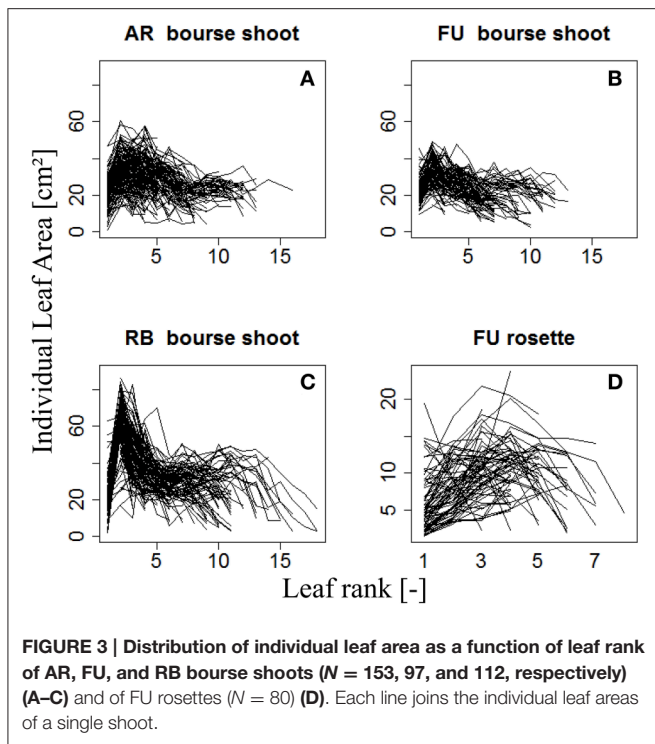 AR bourse shoot
FU bourse shoot
A
B
60
20
0
5
10
15
60
20
0
5
10
15
RB bourse shoot
FU rosette
C
D
60
20
0
5
10
15
20
10
5
1
3
5
7
Individual Leaf Area [cm²]
Leaf rank [-]
FIGURE 3 | Distribution of individual leaf area as a function of leaf rank
of AR, FU, and RB bourse shoots (N = 153, 97, and 112, respectively)
(A–C) and of FU rosettes (N = 80) (D). Each line joins the individual leaf areas
of a single shoot.